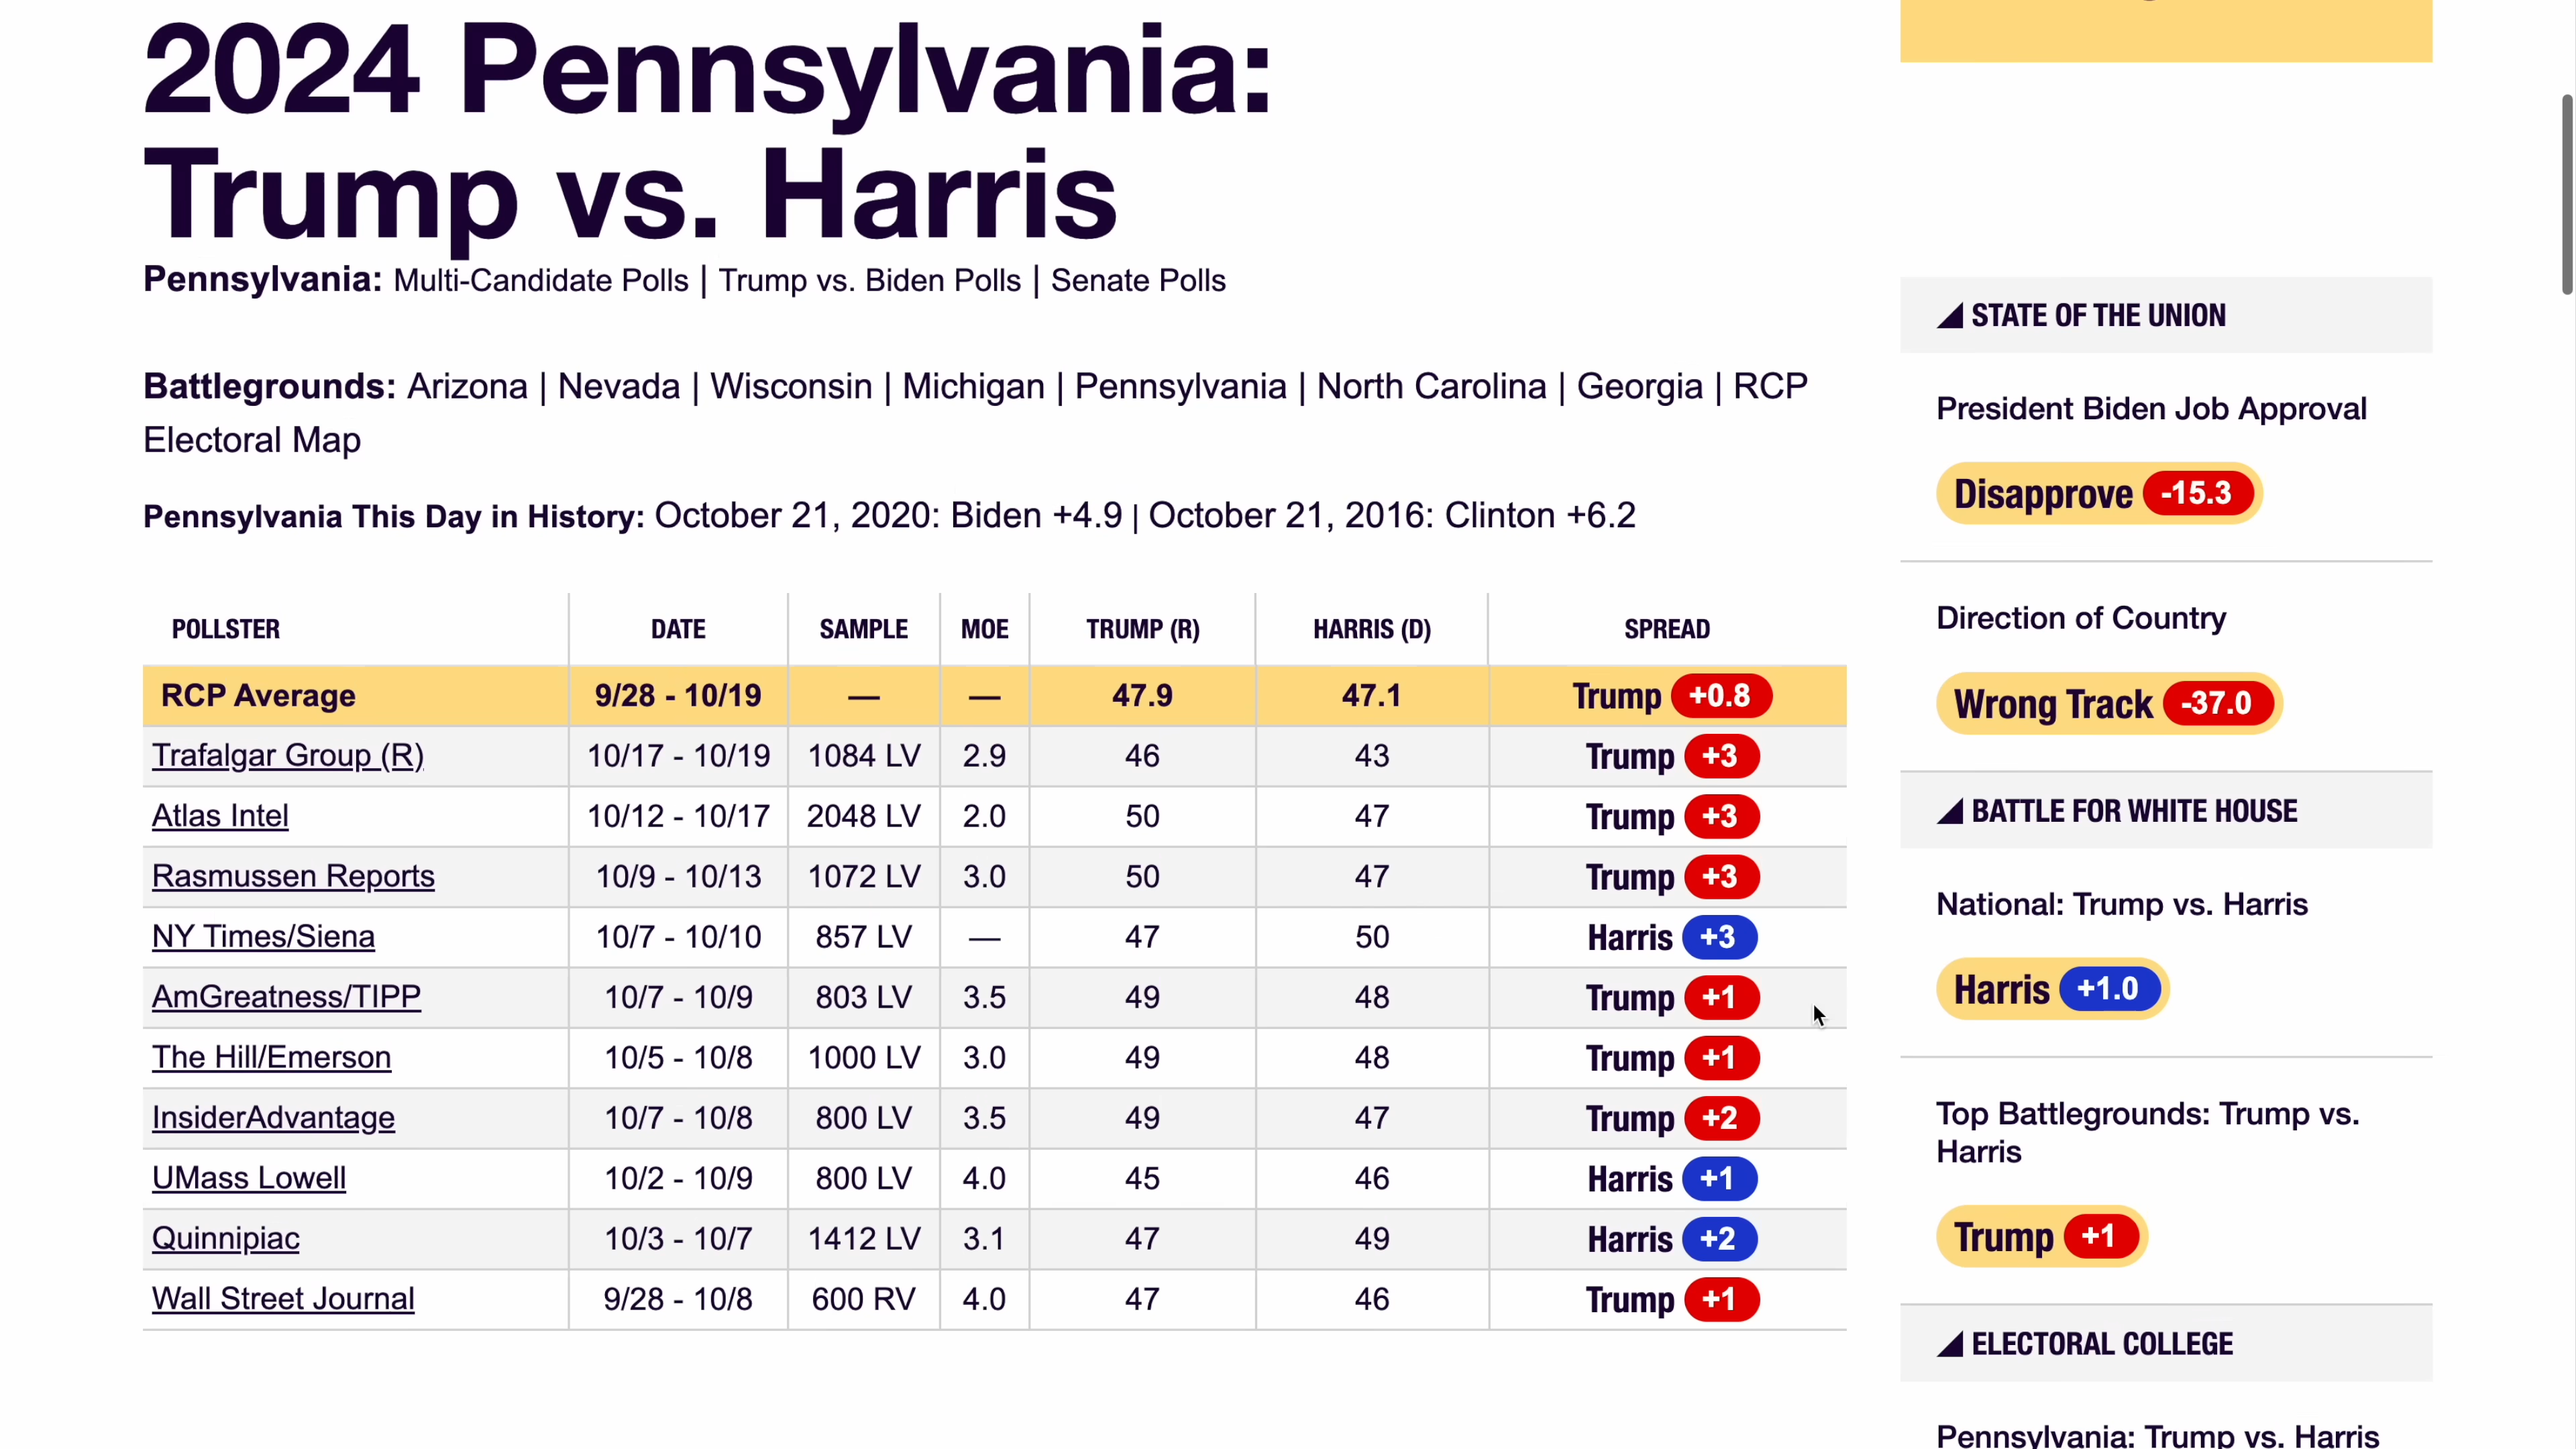 2024 Pennsylvania:
Trump vs. Harris
Pennsylvania: Multi-Candidate Polls | Trump vs. Biden Polls | Senate Polls
Battlegrounds: Arizona | Nevada | Wisconsin | Michigan | Pennsylvania | North Carolina | Georgia | RCP
Electoral Map
Pennsylvania This Day in History: October 21, 2020: Biden +4.9 | October 21, 2016: Clinton +6.2
POLLSTER DATE SAMPLE MOE TRUMP (R) HARRIS (D) SPREAD
RCP Average 9/28 - 10/19 — — 47.9 47.1 Trump +0.8
Trafalgar Group (R) 10/17 - 10/19 1084 LV 2.9 46 43 Trump +3
Atlas Intel 10/12 - 10/17 2048 LV 2.0 50 47 Trump +3
Rasmussen Reports 10/9 - 10/13 1072 LV 3.0 50 47 Trump +3
NY Times/Siena 10/7 - 10/10 857 LV — 47 50 Harris +3
AmGreatness/TIPP 10/7 - 10/9 803 LV 3.5 49 48 Trump +1
The Hill/Emerson 10/5 - 10/8 1000 LV 3.0 49 48 Trump +1
InsiderAdvantage 10/7 - 10/8 800 LV 3.5 49 47 Trump +2
UMass Lowell 10/2 - 10/9 800 LV 4.0 45 46 Harris +1
Quinnipiac 10/3 - 10/7 1412 LV 3.1 47 49 Harris +2
Wall Street Journal 9/28 - 10/8 600 RV 4.0 47 46 Trump +1
STATE OF THE UNION
President Biden Job Approval
Disapprove -15.3
Direction of Country
Wrong Track -37.0
BATTLE FOR WHITE HOUSE
National: Trump vs. Harris
Harris +1.0
Top Battlegrounds: Trump vs.
Harris
Trump +1
ELECTORAL COLLEGE
Pennsylvania: Trump vs. Harris